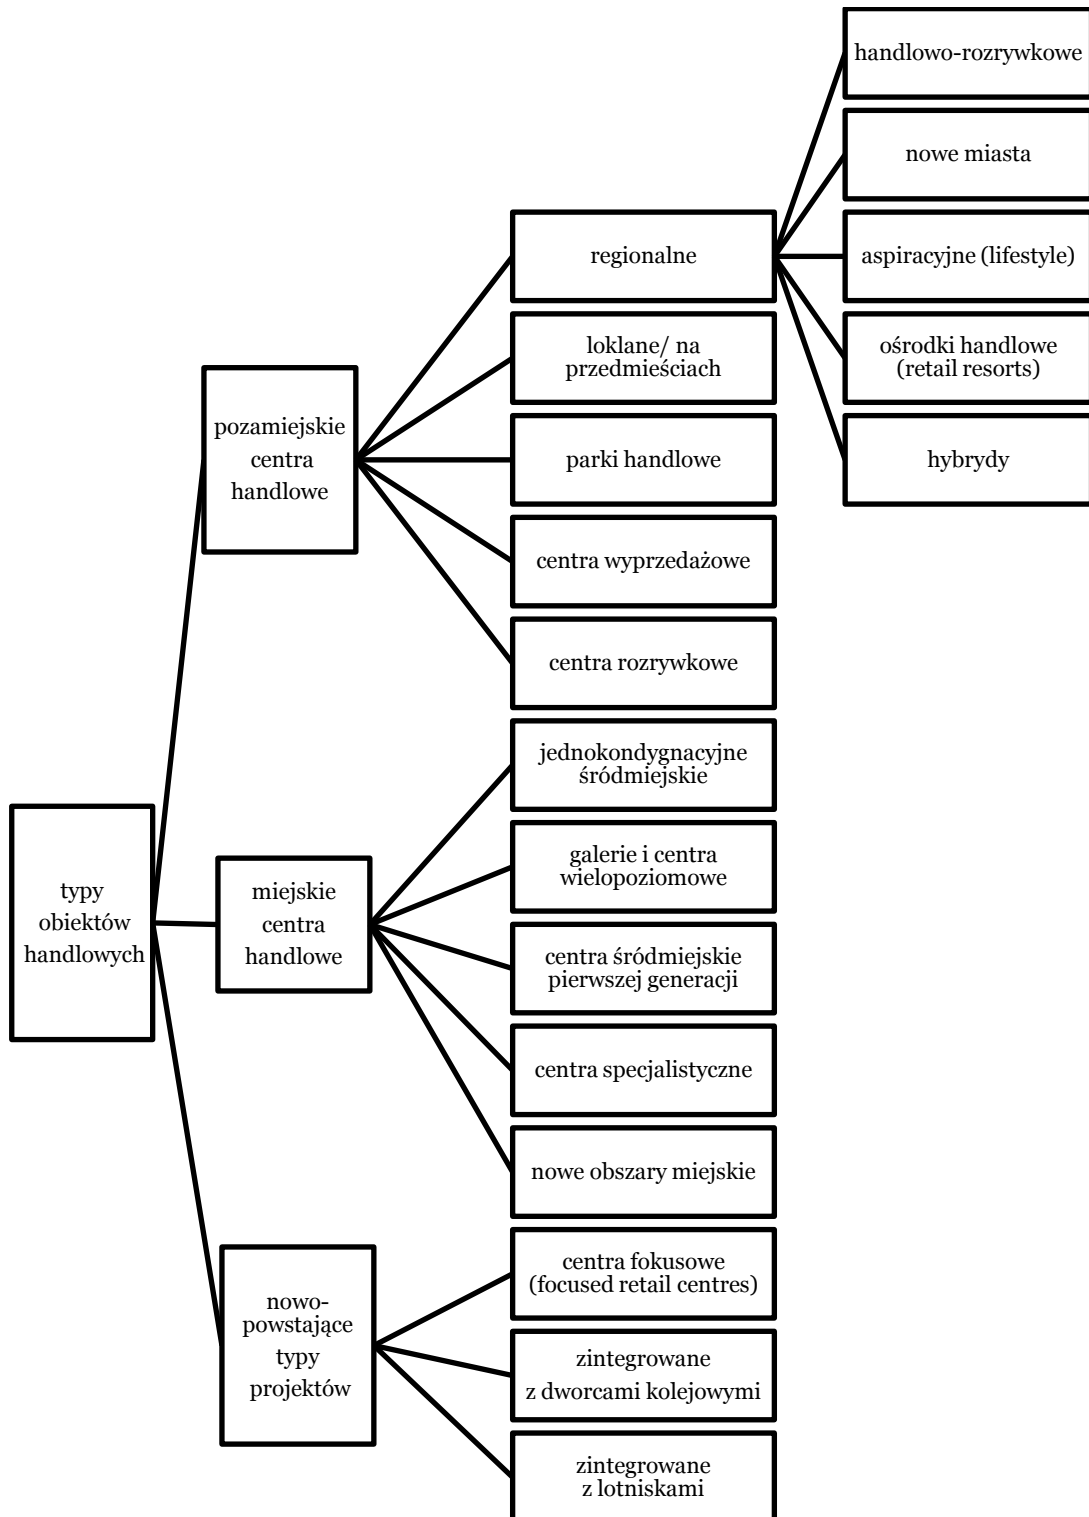 handlowo-rozrywkowe
nowe miasta
regionalne
aspiracyjne (lifestyle)
loklane/ na
przedmieściach
ośrodki handlowe
(retail resorts)
pozamiejskie
centra
handlowe
parki handlowe
hybrydy
centra wyprzedażowe
centra rozrywkowe
jednokondygnacyjne
śródmiejskie
typy
obiektów
handlowych
miejskie
centra
handlowe
galerie i centra
wielopoziomowe
centra śródmiejskie
pierwszej generacji
centra specjalistyczne
nowe obszary miejskie
nowo-
powstające
typy
projektów
centra fokusowe
(focused retail centres)
zintegrowane
z dworcami kolejowymi
zintegrowane
z lotniskami